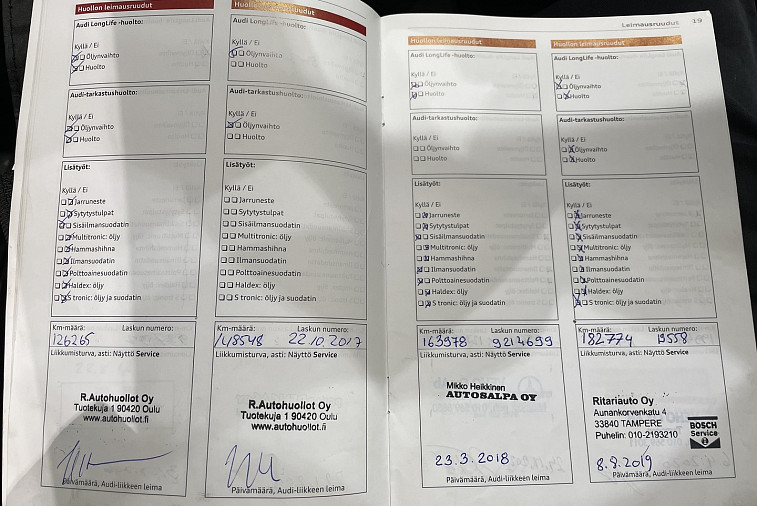 Huollon leimausruudut
Audi LongLife -huolto:
Kyllä / Ei
Öljynvaihto
Huolto
Audi-tarkastushuolto:
Kyllä / Ei
Öljynvaihto
Huolto
Lisätyöt:
Kyllä / Ei
Jarruneste
Sytytystulpat
Sisäilmansuodatin
Multitronic: öljy
Hammashihna
Ilmansuodatin
Polttoainesuodatin
Haldex: öljy
S tronic: öljy ja suodatin
Km-määrä: Laskun numero:
126265
Liikkumisturva, asti: Näyttö Service
R.Autohuollot Oy
Tuotekuja 1 90420 Oulu
www.autohuollot.fi
Päivämäärä, Audi-liikkeen leima
Huollon leimausruudut
Audi LongLife -huolto:
Kyllä / Ei
Öljynvaihto
Huolto
Audi-tarkastushuolto:
Kyllä / Ei
Öljynvaihto
Huolto
Lisätyöt:
Kyllä / Ei
Jarruneste
Sytytystulpat
Sisäilmansuodatin
Multitronic: öljy
Hammashihna
Ilmansuodatin
Polttoainesuodatin
Haldex: öljy
S tronic: öljy ja suodatin
Km-määrä: Laskun numero:
148548 22.10.2017
Liikkumisturva, asti: Näyttö Service
R.Autohuollot Oy
Tuotekuja 1 90420 Oulu
www.autohuollot.fi
Päivämäärä, Audi-liikkeen leima
Leimausruudut 19
Huollon leimausruudut
Audi LongLife -huolto:
Kyllä / Ei
Öljynvaihto
Huolto
Audi-tarkastushuolto:
Kyllä / Ei
Öljynvaihto
Huolto
Lisätyöt:
Kyllä / Ei
Jarruneste
Sytytystulpat
Sisäilmansuodatin
Multitronic: öljy
Hammashihna
Ilmansuodatin
Polttoainesuodatin
Haldex: öljy
S tronic: öljy ja suodatin
Km-määrä: Laskun numero:
163978 9214699
Liikkumisturva, asti: Näyttö Service
Mikko Heikkinen
AUTOSALPA OY
23.3.2018
Päivämäärä, Audi-liikkeen leima
Huollon leimausruudut
Audi LongLife -huolto:
Kyllä / Ei
Öljynvaihto
Huolto
Audi-tarkastushuolto:
Kyllä / Ei
Öljynvaihto
Huolto
Lisätyöt:
Kyllä / Ei
Jarruneste
Sytytystulpat
Sisäilmansuodatin
Multitronic: öljy
Hammashihna
Ilmansuodatin
Polttoainesuodatin
Haldex: öljy
S tronic: öljy ja suodatin
Km-määrä: Laskun numero:
182774 19558
Liikkumisturva, asti: Näyttö Service
Ritariauto Oy
Aunankorvenkatu 4
33840 TAMPERE
Puhelin: 010-2193210
BOSCH
Service
8.8.2019
Päivämäärä, Audi-liikkeen leima